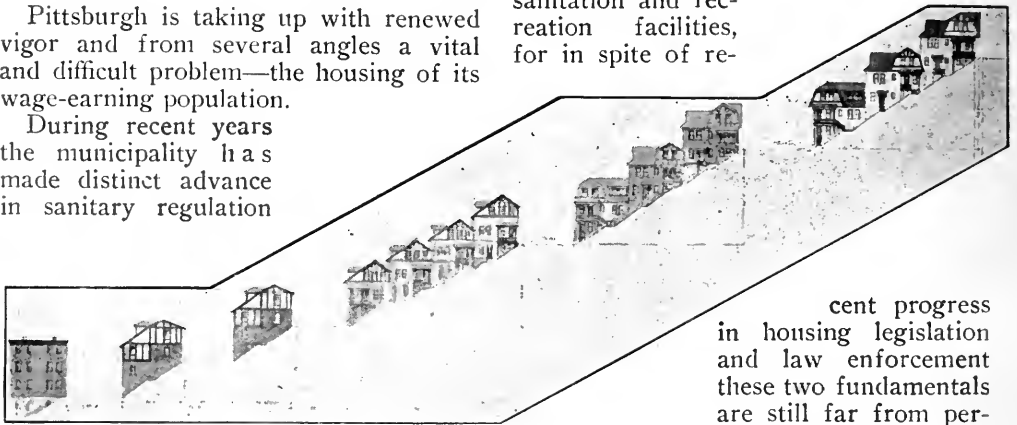 Pittsburgh is taking up with renewed
vigor and from several angles a vital
and difficult problem—the housing of its
wage-earning population.
During recent years
the municipality has
made distinct advance
in sanitary regulation
sanitation and rec-
reation facilities,
for in spite of re-
cent progress
in housing legislation
and law enforcement
these two fundamentals
are still far from per-